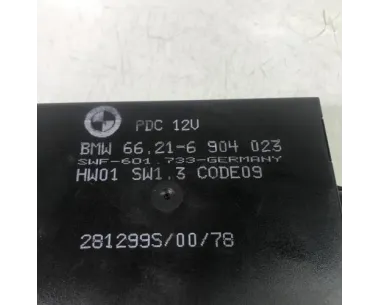 PDC 12V
BMW 66.21-6 904 023
SWF-601.733-GERMANY
HW01 SW1.3 CODE09
281299S/00/78